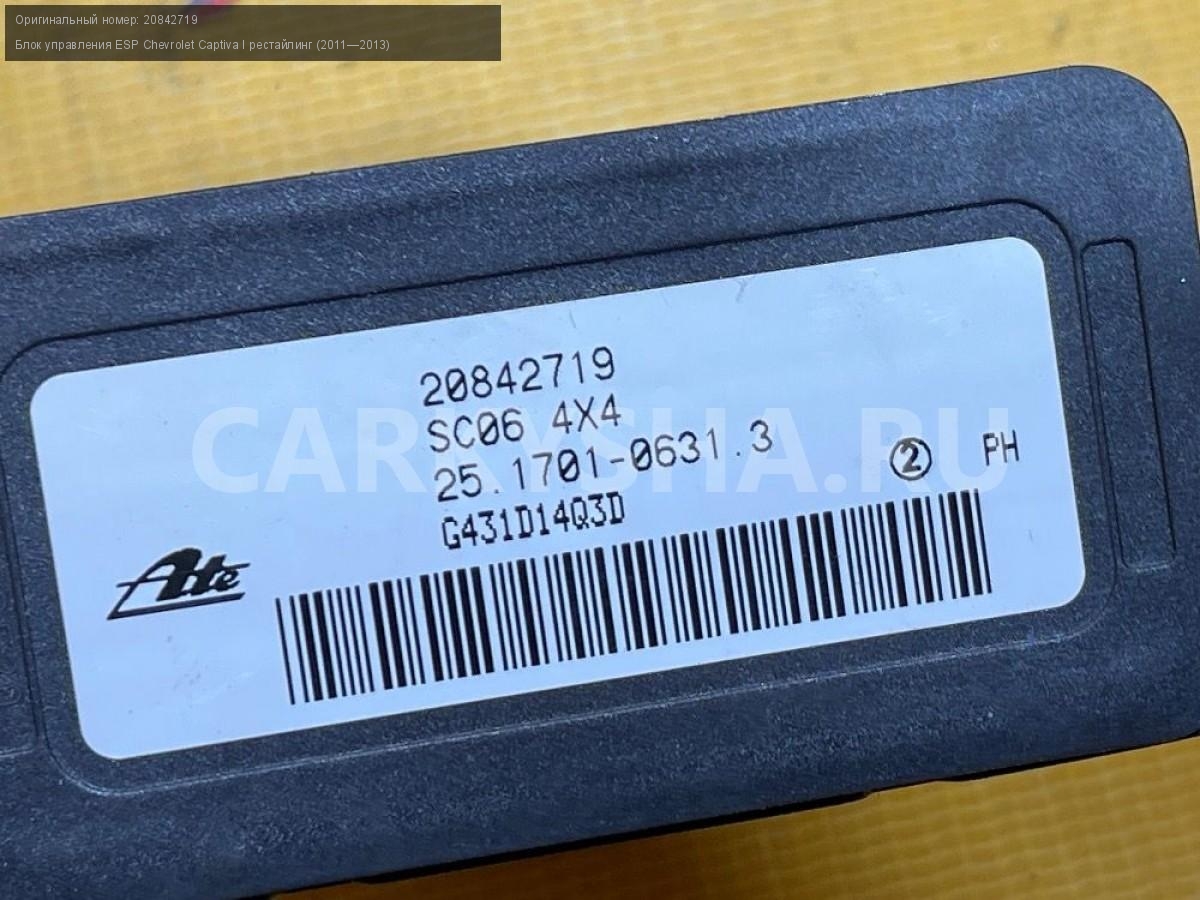 Оригинальный номер: 20842719
Блок управления ESP Chevrolet Captiva I рестайлинг (2011—2013)
20842719
SC06 4X4
25.1701-0631.3
② PH
G431D14Q3D
Ate
CARKYSHA.RU